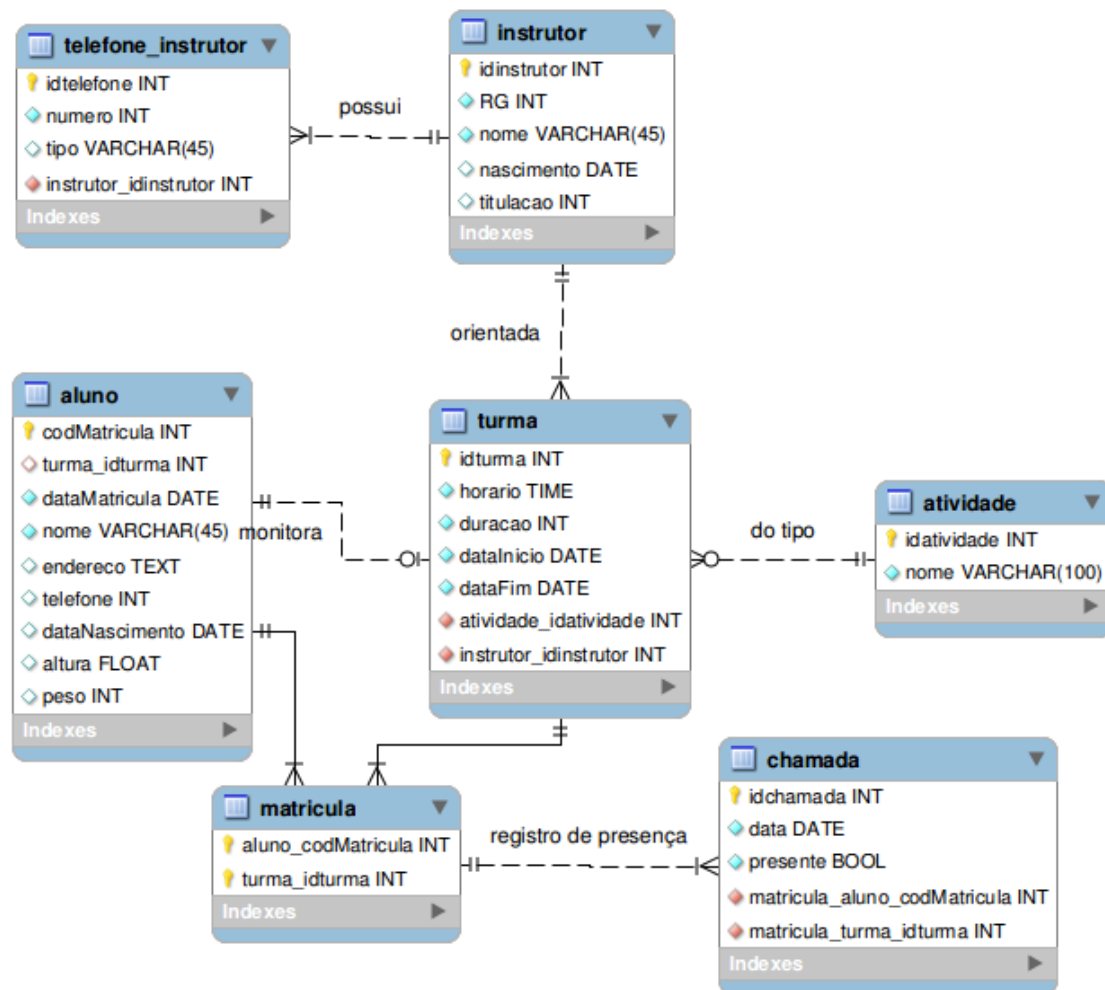 telefone_instrutor
idtelefone INT
numero INT
tipo VARCHAR(45)
instrutor_idinstrutor INT
Indexes
possui
instrutor
idinstrutor INT
RG INT
nome VARCHAR(45)
nascimento DATE
titulacao INT
Indexes
orientada
aluno
codMatricula INT
turma_idturma INT
dataMatricula DATE
nome VARCHAR(45)
endereco TEXT
telefone INT
dataNascimento DATE
altura FLOAT
peso INT
Indexes
monitora
turma
idturma INT
horario TIME
duracao INT
dataInicio DATE
dataFim DATE
atividade_idatividade INT
instrutor_idinstrutor INT
Indexes
do tipo
atividade
idatividade INT
nome VARCHAR(100)
Indexes
matricula
aluno_codMatricula INT
turma_idturma INT
Indexes
registro de presença
chamada
idchamada INT
data DATE
presente BOOL
matricula_aluno_codMatricula INT
matricula_turma_idturma INT
Indexes